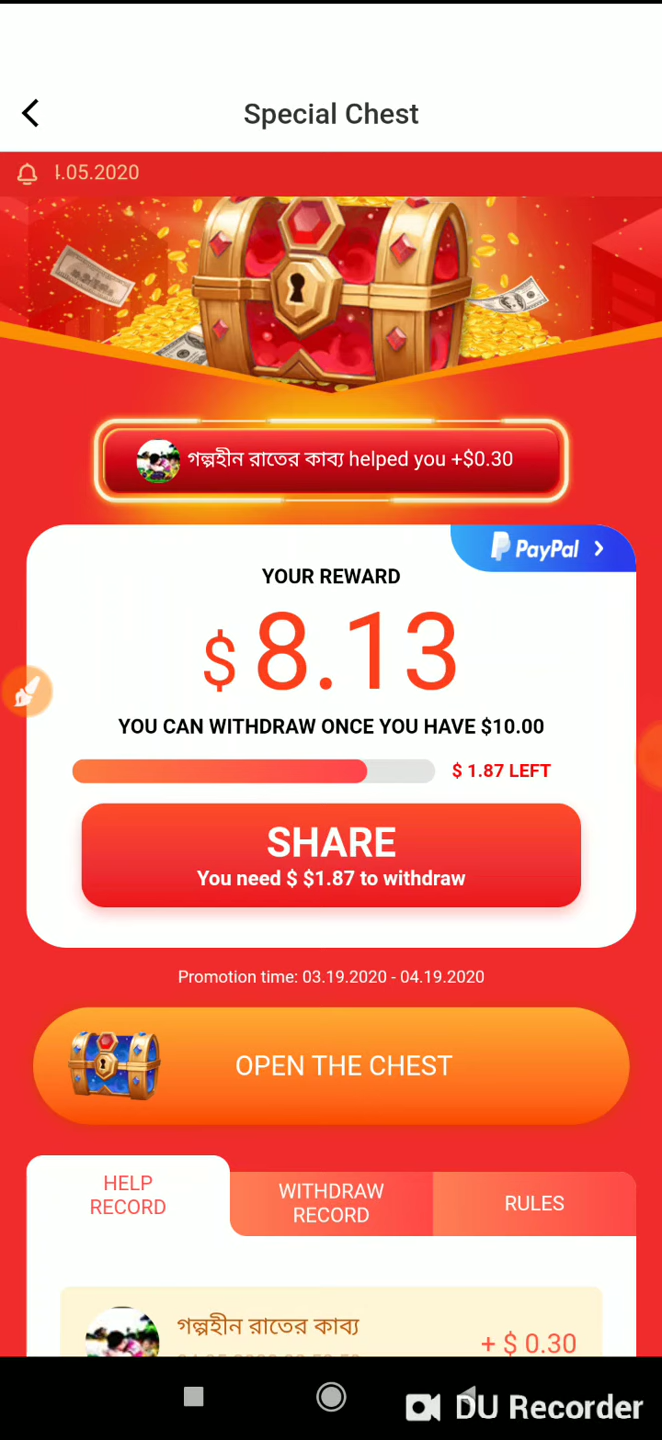 Special Chest
.05.2020
গল্পহীন রাতের কাব্য helped you +$0.30
PayPal
YOUR REWARD
$ 8.13
YOU CAN WITHDRAW ONCE YOU HAVE $10.00
$ 1.87 LEFT
SHARE
You need $ $1.87 to withdraw
Promotion time: 03.19.2020 - 04.19.2020
OPEN THE CHEST
HELP
RECORD
WITHDRAW
RECORD
RULES
গল্পহীন রাতের কাব্য
+ $ 0.30
DU Recorder